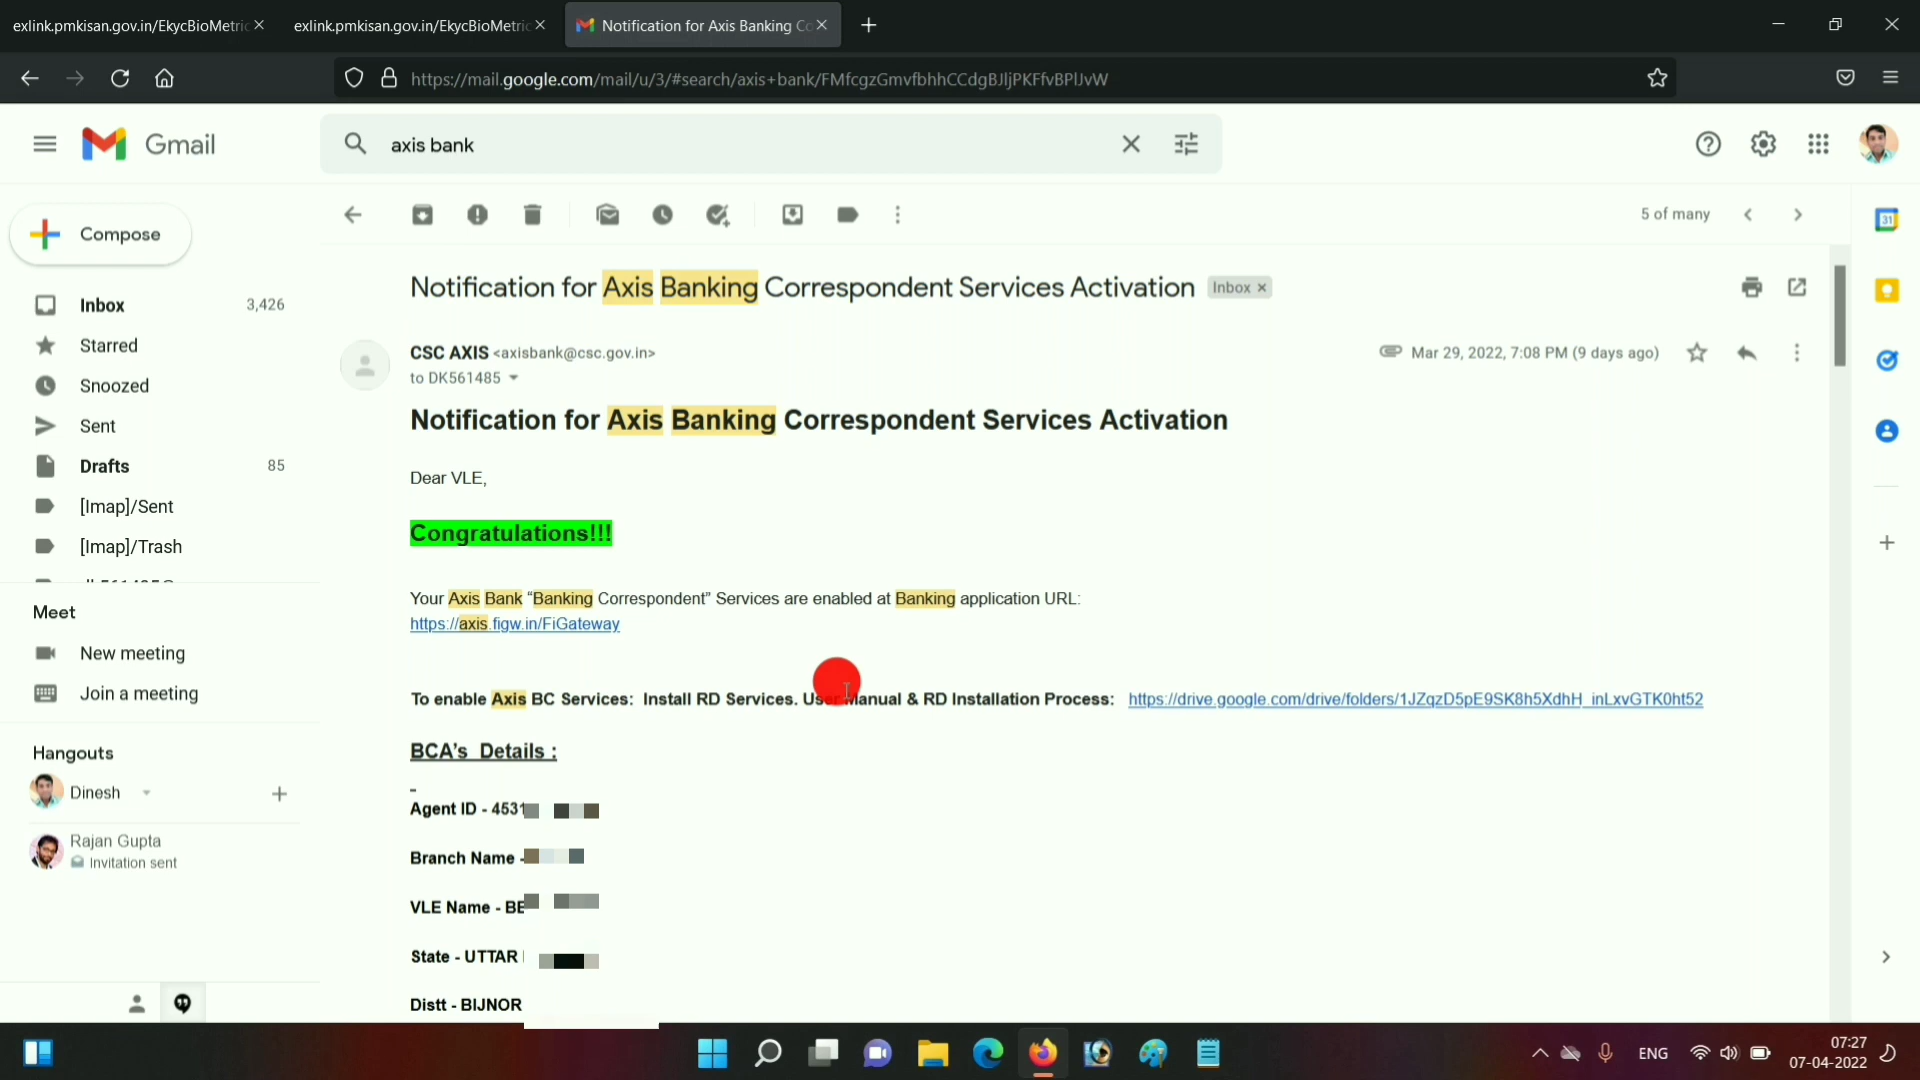 exlink.pmkisan.gov.in/EkycBioMetric
exlink.pmkisan.gov.in/EkycBioMetric
Notification for Axis Banking Co
https://mail.google.com/mail/u/3/#search/axis+bank/FMfcgzGmvfbhhCCdgBJljPKFfvBPlJvW
Gmail
axis bank
Compose
5 of many
Inbox 3,426
Starred
Snoozed
Sent
Drafts 85
[Imap]/Sent
[Imap]/Trash
Meet
New meeting
Join a meeting
Hangouts
Dinesh
Rajan Gupta
Invitation sent
Notification for Axis Banking Correspondent Services Activation Inbox x
CSC AXIS <axisbank@csc.gov.in>
Mar 29, 2022, 7:08 PM (9 days ago)
to DK561485
Notification for Axis Banking Correspondent Services Activation
Dear VLE,
Congratulations!!!
Your Axis Bank “Banking Correspondent” Services are enabled at Banking application URL:
https://axis.figw.in/FiGateway
To enable Axis BC Services: Install RD Services. User Manual & RD Installation Process: https://drive.google.com/drive/folders/1JZqzD5pE9SK8h5XdhH_inLxvGTK0ht52
BCA’s Details :
Agent ID - 4531
Branch Name -
VLE Name - BE
State - UTTAR
Distt - BIJNOR
31
ENG
07:27
07-04-2022